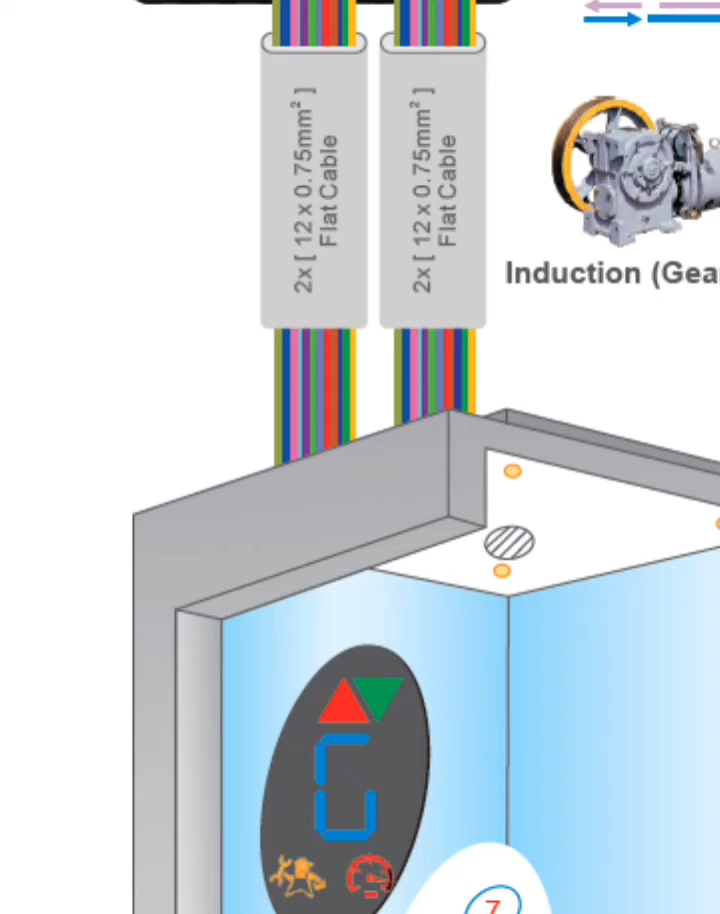 2x [ 12 x 0.75mm² ]
Flat Cable
2x [ 12 x 0.75mm² ]
Flat Cable
Induction (Gea
7